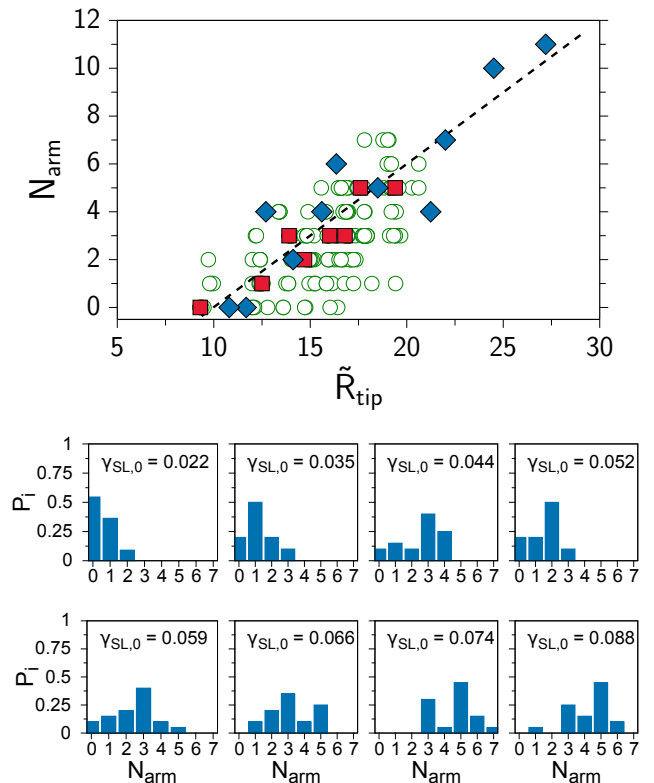 12
10
8
6
4
2
0
N_arm
5 10 15 20 25 30
R̃_tip
1
0.75
0.5
0.25
0
P_i
γ_SL,0 = 0.022
0 1 2 3 4 5 6 7
γ_SL,0 = 0.035
0 1 2 3 4 5 6 7
γ_SL,0 = 0.044
0 1 2 3 4 5 6 7
γ_SL,0 = 0.052
0 1 2 3 4 5 6 7
1
0.75
0.5
0.25
0
P_i
γ_SL,0 = 0.059
0 1 2 3 4 5 6 7
N_arm
γ_SL,0 = 0.066
0 1 2 3 4 5 6 7
N_arm
γ_SL,0 = 0.074
0 1 2 3 4 5 6 7
N_arm
γ_SL,0 = 0.088
0 1 2 3 4 5 6 7
N_arm